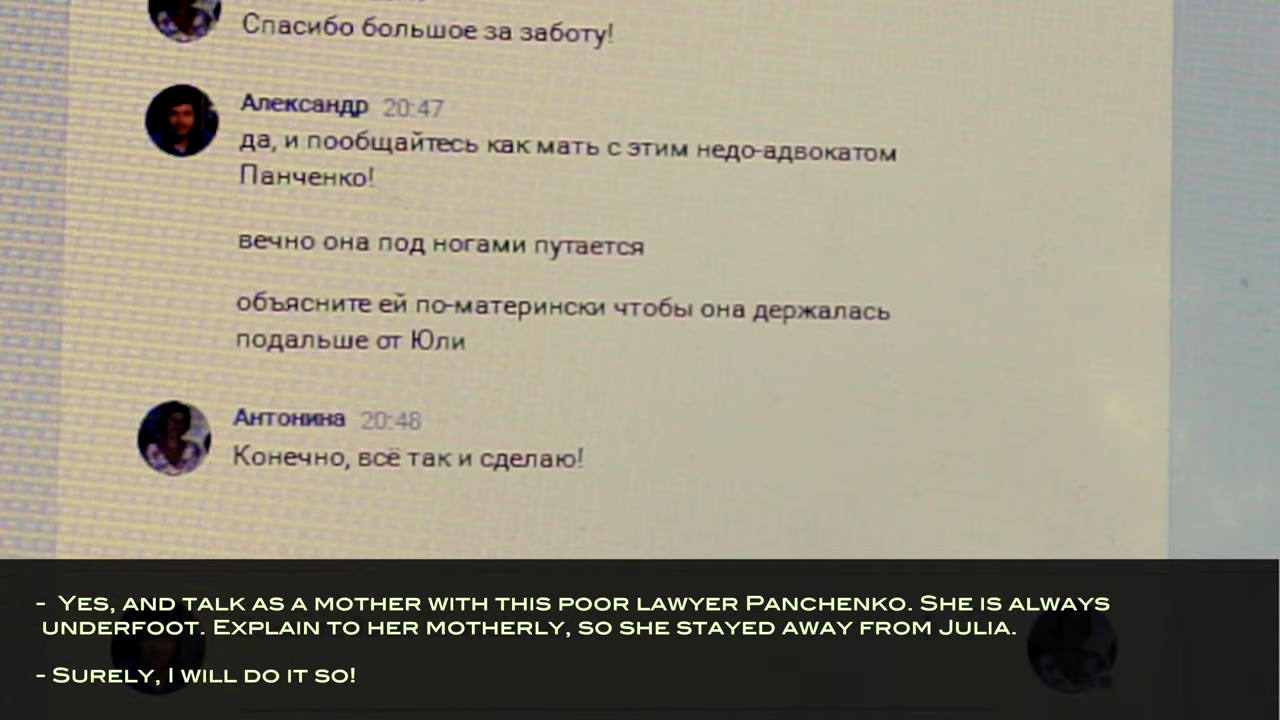 Спасибо большое за заботу!
Александр 20:47
да, и пообщайтесь как мать с этим недо-адвокатом
Панченко!
вечно она под ногами путается
объясните ей по-матерински чтобы она держалась
подальше от Юли
Антонина 20:48
Конечно, всё так и сделаю!
- Yes, and talk as a mother with this poor lawyer Panchenko. She is always
underfoot. Explain to her motherly, so she stayed away from Julia.
- Surely, I will do it so!